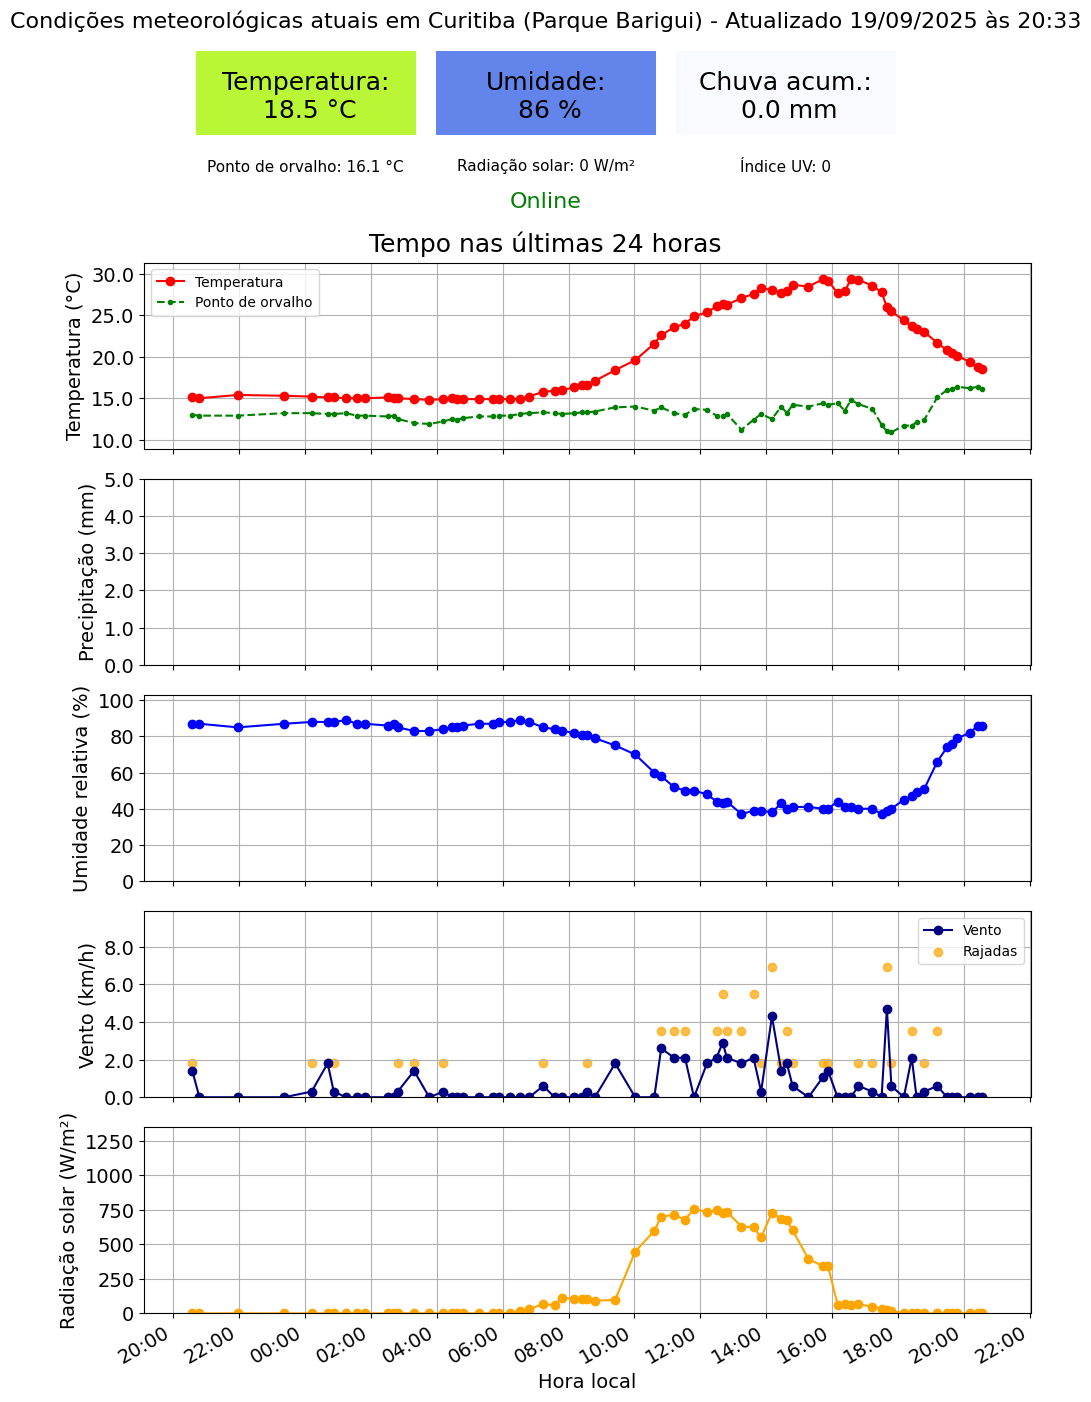 Condições meteorológicas atuais em Curitiba (Parque Barigui) - Atualizado 19/09/2025 às 20:33
Temperatura:
18.5 °C
Umidade:
86 %
Chuva acum.:
0.0 mm
Ponto de orvalho: 16.1 °C
Radiação solar: 0 W/m²
Índice UV: 0
Online
Tempo nas últimas 24 horas
Temperatura (°C)
30.0
25.0
20.0
15.0
10.0
Temperatura
Ponto de orvalho
Precipitação (mm)
5.0
4.0
3.0
2.0
1.0
0.0
Umidade relativa (%)
100
80
60
40
20
0
Vento (km/h)
8.0
6.0
4.0
2.0
0.0
Vento
Rajadas
Radiação solar (W/m²)
1250
1000
750
500
250
0
20:00
22:00
00:00
02:00
04:00
06:00
08:00
10:00
12:00
14:00
16:00
18:00
20:00
22:00
Hora local